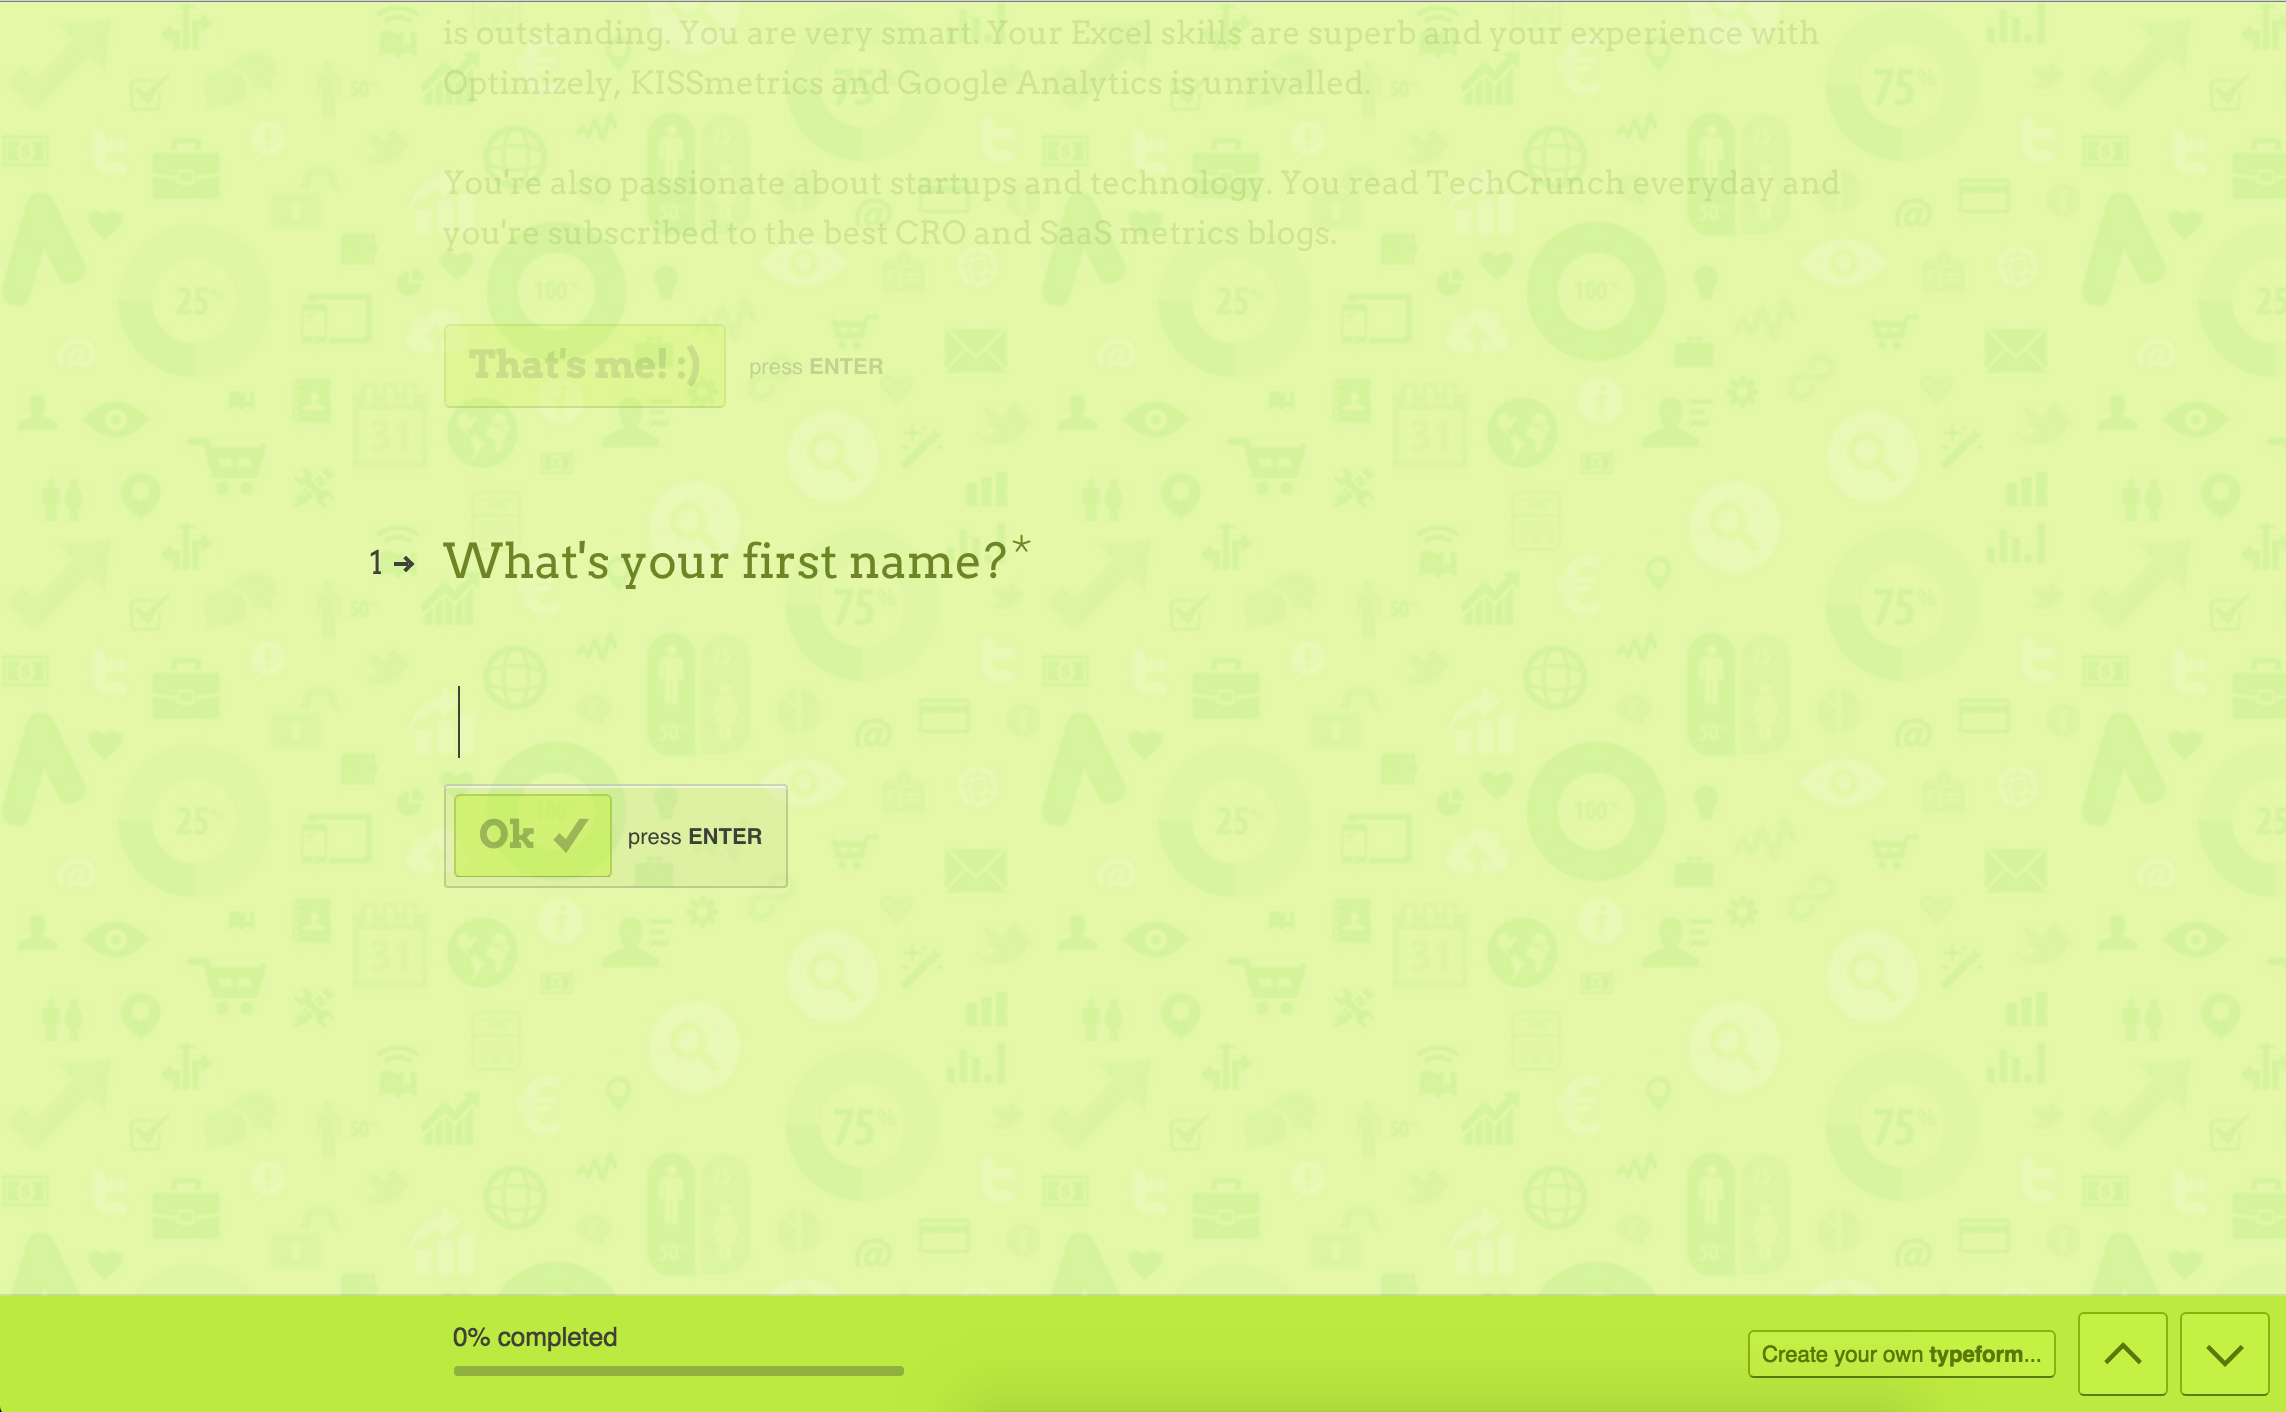 is outstanding. You are very smart. Your Excel skills are superb and your experience with
Optimizely, KISSmetrics and Google Analytics is unrivalled.
You're also passionate about startups and technology. You read TechCrunch everyday and
you're subscribed to the best CRO and SaaS metrics blogs.
That's me! :) press ENTER
1 → What's your first name?*
Ok ✓ press ENTER
0% completed
Create your own typeform...